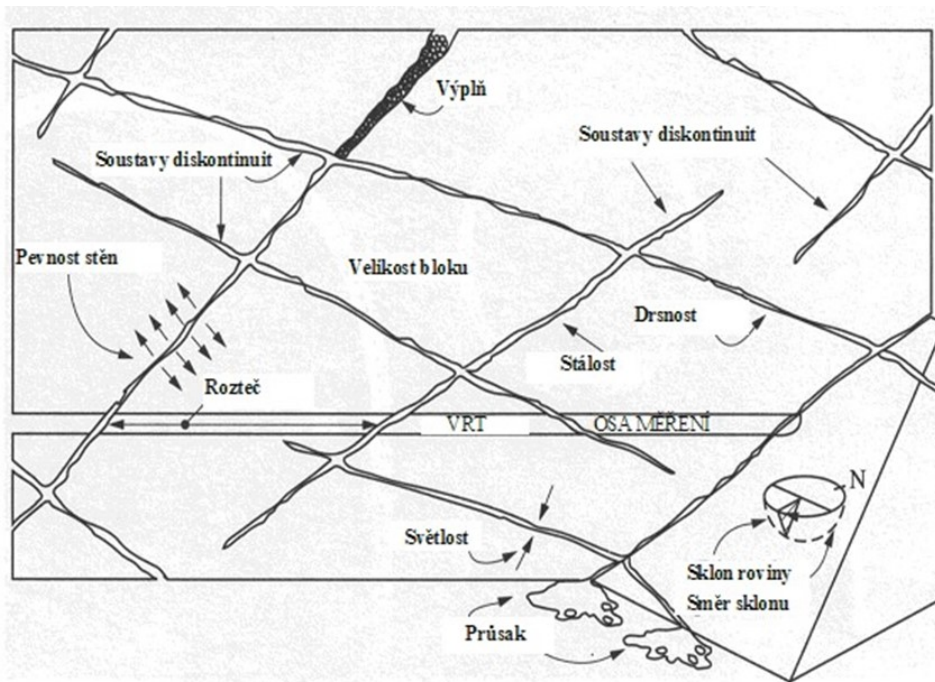 Výplň
Soustavy diskontinuit
Soustavy diskontinuit
Pevnost stěn
Velikost bloku
Drsnost
Stálost
Rozteč
VRT
OSA MĚŘENÍ
N
Světlost
Sklon roviny
Směr sklonu
Průsak